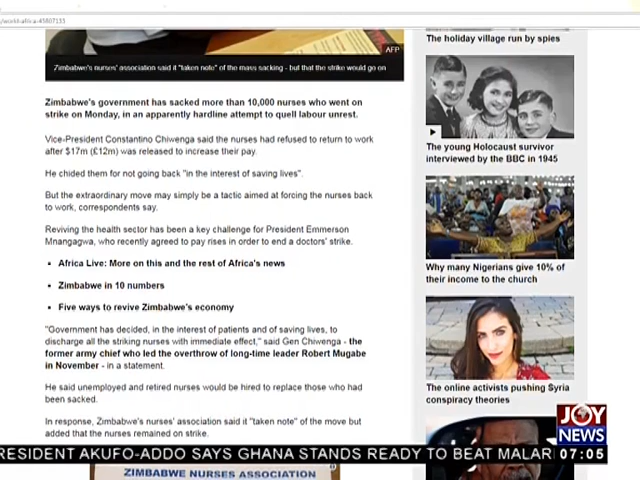 world-africa-43807135
AFP
Zimbabwe's nurses' association said it "taken note" of the mass sacking - but that the strike would go on
Zimbabwe's government has sacked more than 10,000 nurses who went on
strike on Monday, in an apparently hardline attempt to quell labour unrest.
Vice-President Constantino Chiwenga said the nurses had refused to return to work
after $17m (£12m) was released to increase their pay.
He chided them for not going back "in the interest of saving lives".
But the extraordinary move may simply be a tactic aimed at forcing the nurses back
to work, correspondents say.
Reviving the health sector has been a key challenge for President Emmerson
Mnangagwa, who recently agreed to pay rises in order to end a doctors' strike.
Africa Live: More on this and the rest of Africa's news
Zimbabwe in 10 numbers
Five ways to revive Zimbabwe's economy
"Government has decided, in the interest of patients and of saving lives, to
discharge all the striking nurses with immediate effect," said Gen Chiwenga - the
former army chief who led the overthrow of long-time leader Robert Mugabe
in November - in a statement.
He said unemployed and retired nurses would be hired to replace those who had
been sacked.
In response, Zimbabwe's nurses' association said it "taken note" of the move but
added that the nurses remained on strike.
ZIMBABWE NURSES ASSOCIATION
The holiday village run by spies
The young Holocaust survivor
interviewed by the BBC in 1945
Why many Nigerians give 10% of
their income to the church
The online activists pushing Syria
conspiracy theories
JOY
NEWS
RESIDENT AKUFO-ADDO SAYS GHANA STANDS READY TO BEAT MALAR
07:05